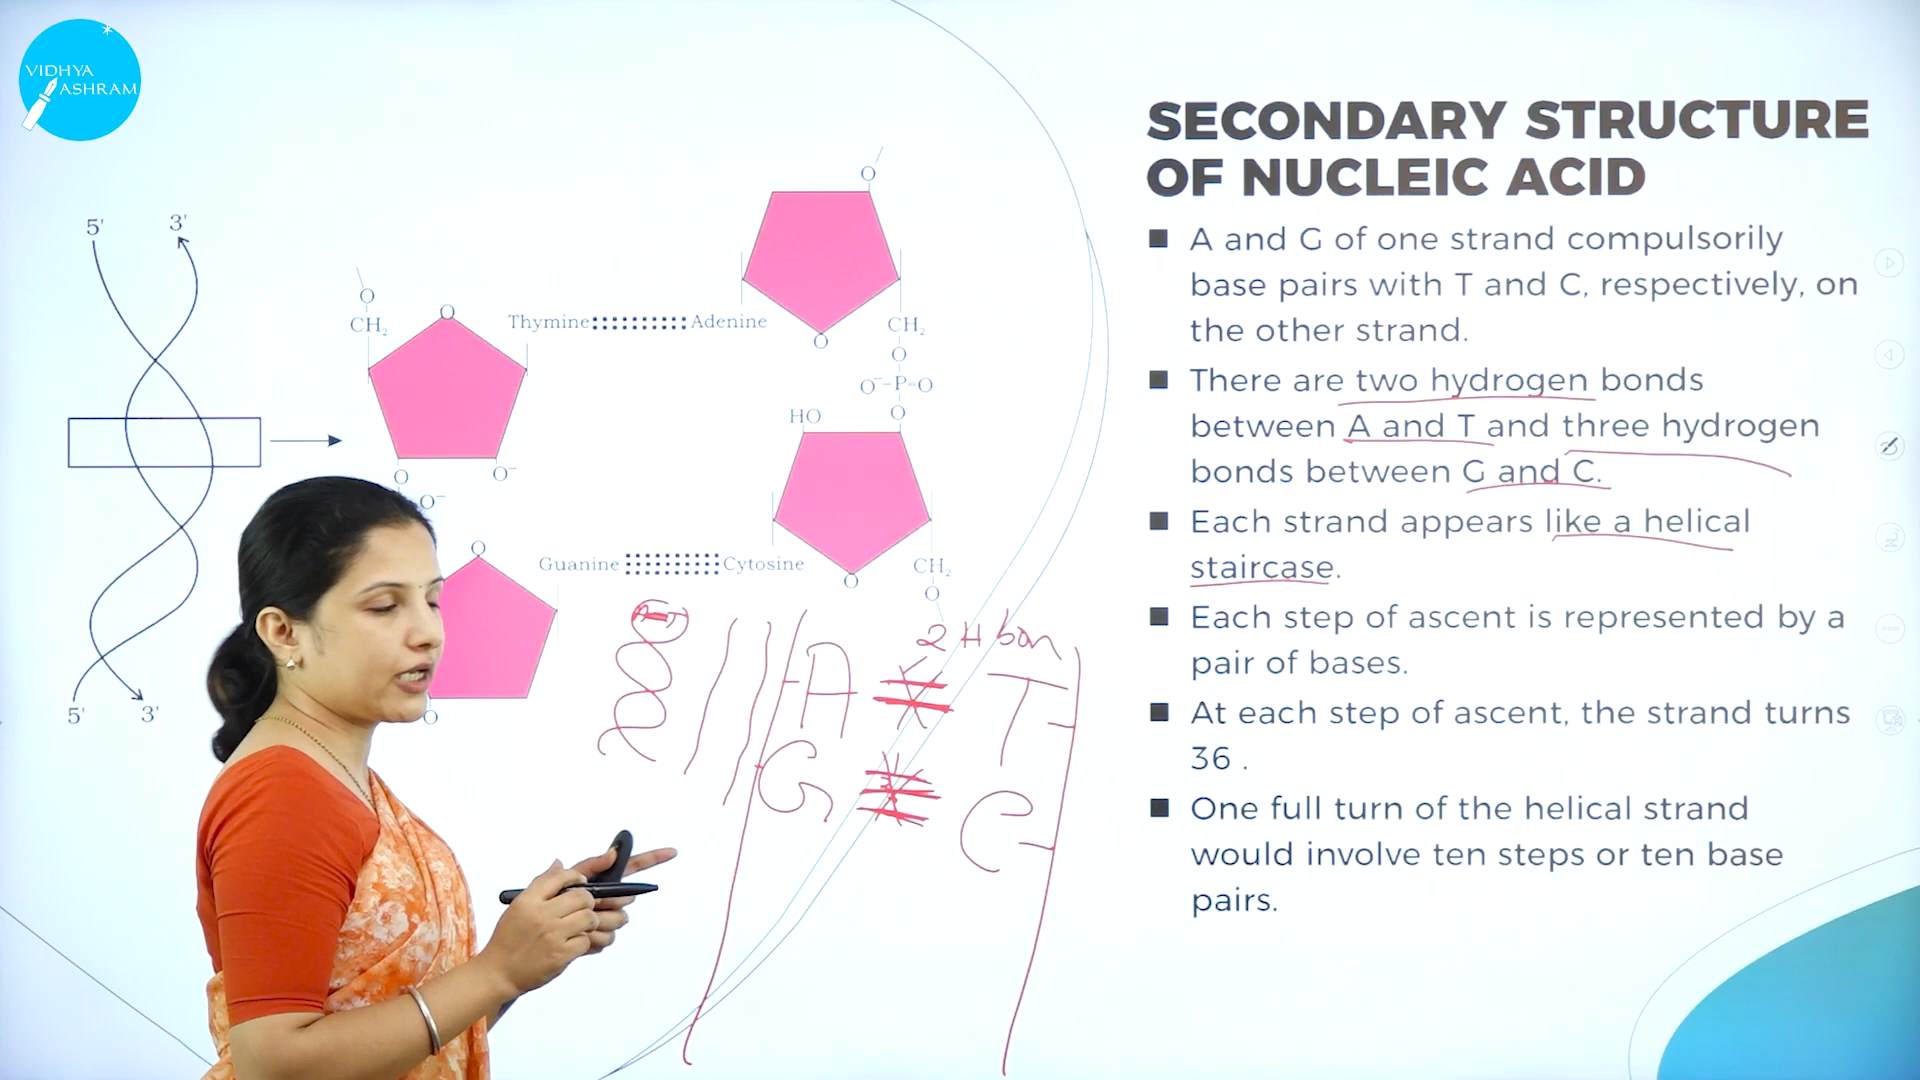 VIDHYA
ASHRAM
SECONDARY STRUCTURE
OF NUCLEIC ACID
■ A and G of one strand compulsorily
base pairs with T and C, respectively, on
the other strand.
■ There are two hydrogen bonds
between A and T and three hydrogen
bonds between G and C.
■ Each strand appears like a helical
staircase.
■ Each step of ascent is represented by a
pair of bases.
■ At each step of ascent, the strand turns
36 .
■ One full turn of the helical strand
would involve ten steps or ten base
pairs.
5' 3'
5' 3'
O
CH₂
O
Thymine Adenine
O
O
CH₂
O
O⁻-P=O
O
HO
O O⁻
O⁻
O
Guanine Cytosine
O
CH₂
O
O
A T
2 H bon
A T
G C